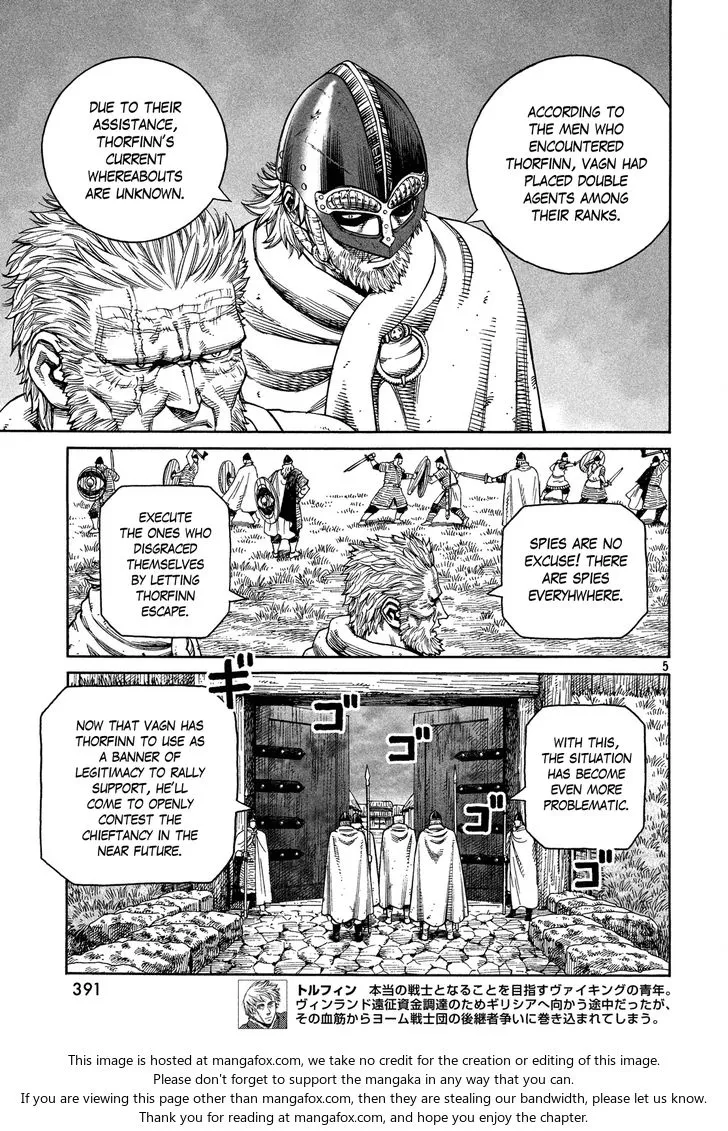 ACCORDING TO
THE MEN WHO
ENCOUNTERED
THORFINN, VAGN HAD
PLACED DOUBLE
AGENTS AMONG
THEIR RANKS.
DUE TO THEIR
ASSISTANCE,
THORFINN'S
CURRENT
WHEREABOUTS
ARE UNKNOWN.
SPIES ARE NO
EXCUSE! THERE
ARE SPIES
EVERYHWHERE.
EXECUTE
THE ONES WHO
DISGRACED
THEMSELVES
BY LETTING
THORFINN
ESCAPE.
5
ギ
ゴ
ゴ
ゴ
ゴ
WITH THIS,
THE SITUATION
HAS BECOME
EVEN MORE
PROBLEMATIC.
NOW THAT VAGN HAS
THORFINN TO USE AS
A BANNER OF
LEGITIMACY TO RALLY
SUPPORT, HE'LL
COME TO OPENLY
CONTEST THE
CHIEFTANCY IN THE
NEAR FUTURE.
391
トルフィン 本当の戦士となることを目指すヴァイキングの青年。
ヴィンランド遠征資金調達のためギリシアへ向かう途中だったが、
その血筋からヨーム戦士団の後継者争いに巻き込まれてしまう。
This image is hosted at mangafox.com, we take no credit for the creation or editing of this image.
Please don't forget to support the mangaka in any way that you can.
If you are viewing this page other than mangafox.com, then they are stealing our bandwidth, please let us know.
Thank you for reading at mangafox.com, and hope you enjoy the chapter.